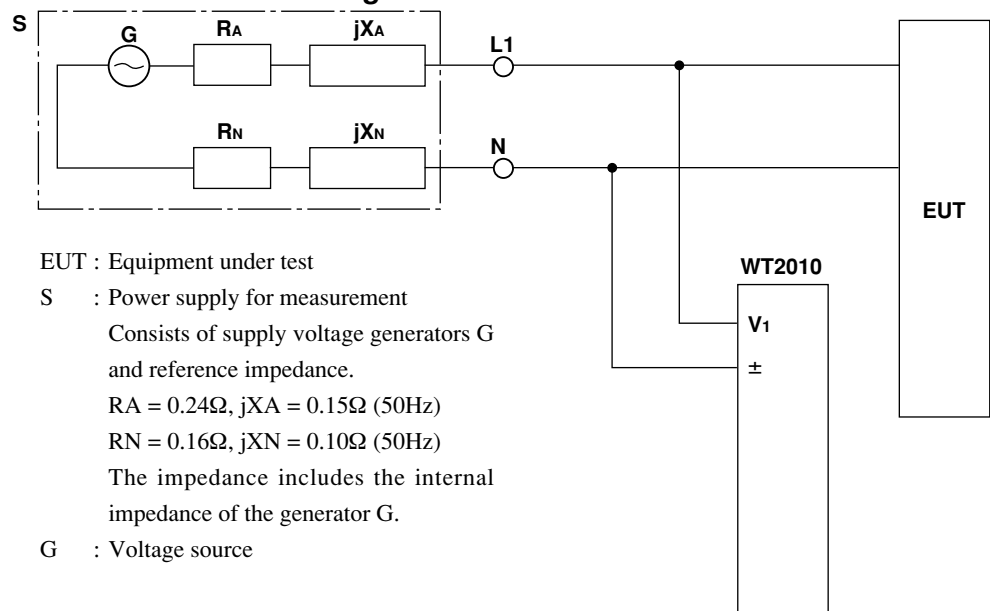 S
G
RA
jXA
L1
RN
jXN
N
EUT
WT2010
V1
±
EUT : Equipment under test
S : Power supply for measurement
Consists of supply voltage generators G
and reference impedance.
RA = 0.24Ω, jXA = 0.15Ω (50Hz)
RN = 0.16Ω, jXN = 0.10Ω (50Hz)
The impedance includes the internal
impedance of the generator G.
G : Voltage source